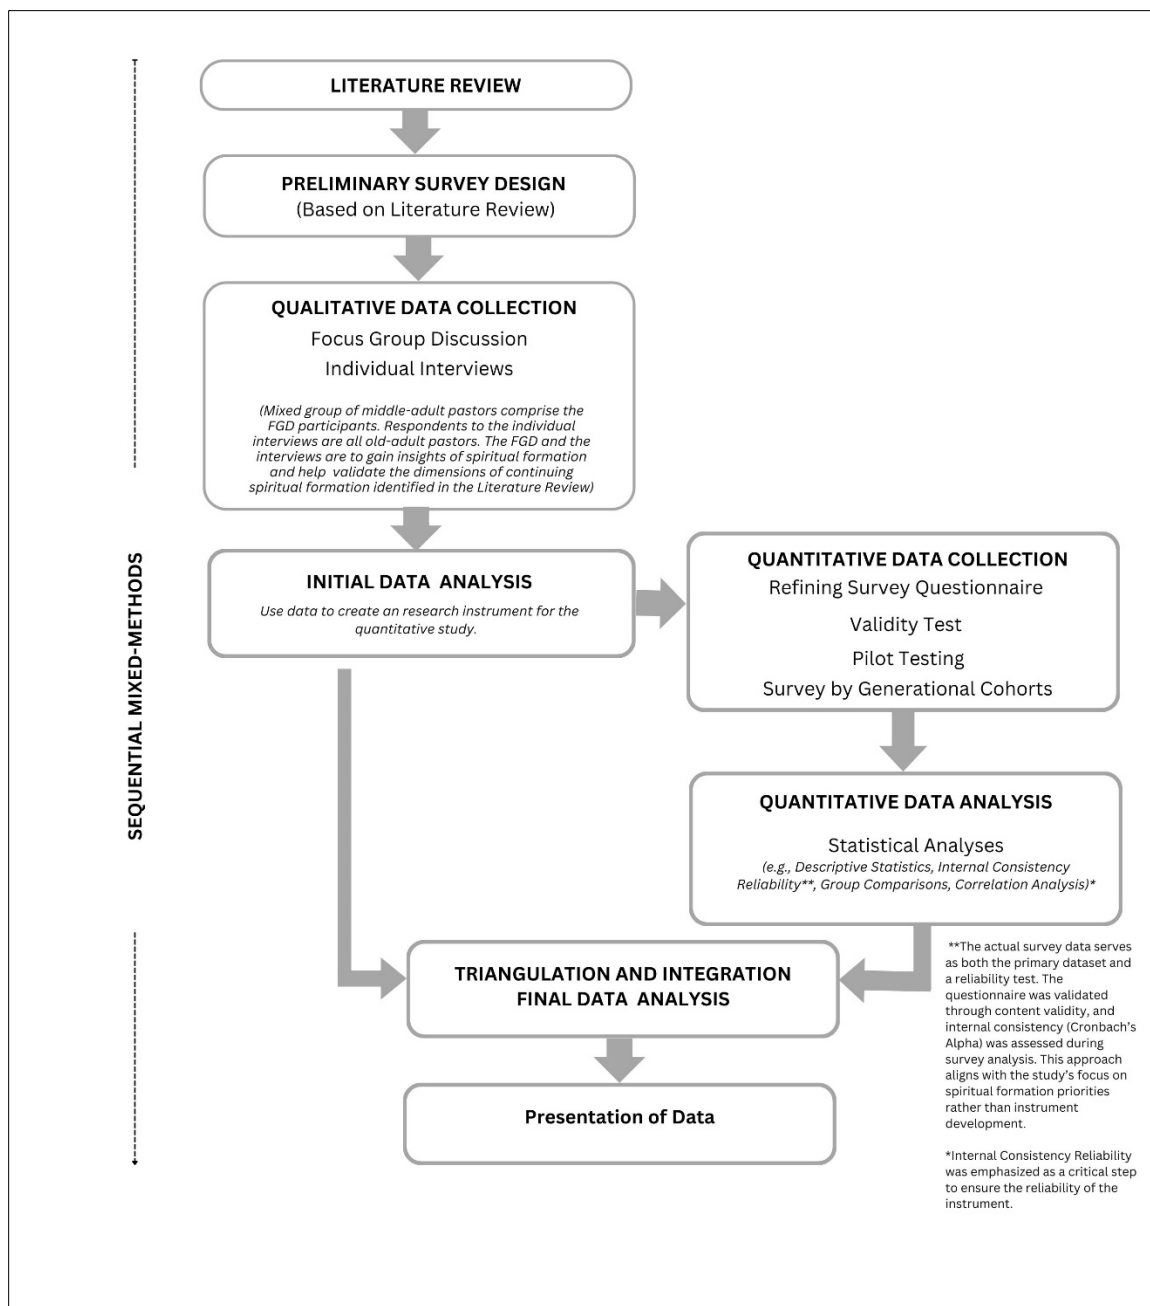 SEQUENTIAL MIXED-METHODS
LITERATURE REVIEW
PRELIMINARY SURVEY DESIGN
(Based on Literature Review)
QUALITATIVE DATA COLLECTION
Focus Group Discussion
Individual Interviews
(Mixed group of middle-adult pastors comprise the
FGD participants. Respondents to the individual
interviews are all old-adult pastors. The FGD and the
interviews are to gain insights of spiritual formation
and help validate the dimensions of continuing
spiritual formation identified in the Literature Review)
INITIAL DATA ANALYSIS
Use data to create an research instrument for the
quantitative study.
QUANTITATIVE DATA COLLECTION
Refining Survey Questionnaire
Validity Test
Pilot Testing
Survey by Generational Cohorts
QUANTITATIVE DATA ANALYSIS
Statistical Analyses
(e.g., Descriptive Statistics, Internal Consistency
Reliability**, Group Comparisons, Correlation Analysis)*
TRIANGULATION AND INTEGRATION
FINAL DATA ANALYSIS
Presentation of Data
**The actual survey data serves
as both the primary dataset and
a reliability test. The
questionnaire was validated
through content validity, and
internal consistency (Cronbach's
Alpha) was assessed during
survey analysis. This approach
aligns with the study's focus on
spiritual formation priorities
rather than instrument
development.
*Internal Consistency Reliability
was emphasized as a critical step
to ensure the reliability of the
instrument.